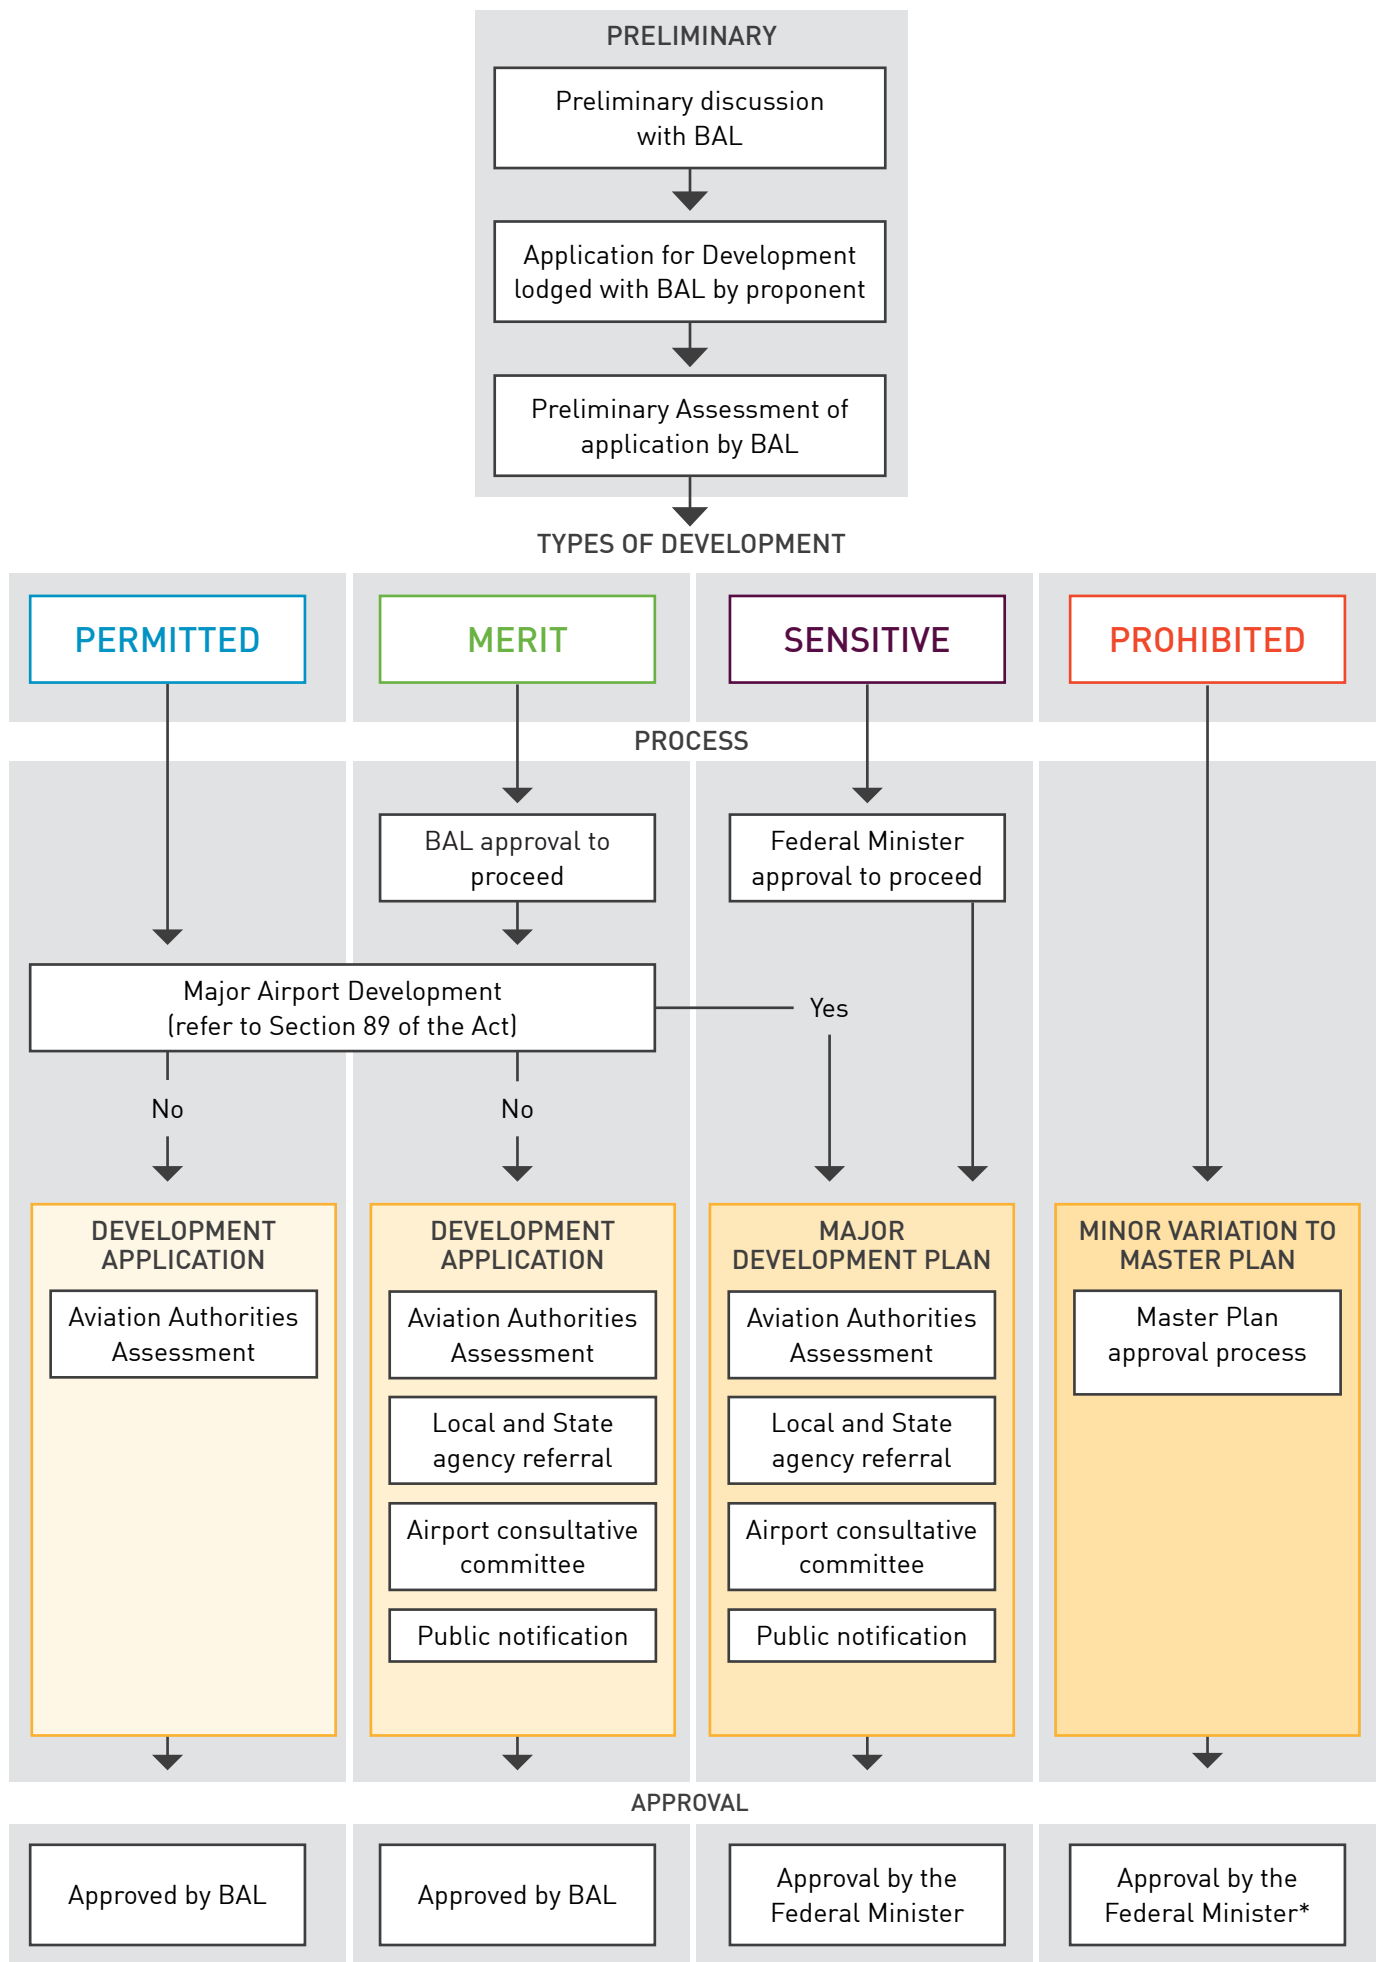 PRELIMINARY
Preliminary discussion
with BAL
Application for Development
lodged with BAL by proponent
Preliminary Assessment of
application by BAL
TYPES OF DEVELOPMENT
PERMITTED
MERIT
SENSITIVE
PROHIBITED
PROCESS
BAL approval to
proceed
Federal Minister
approval to proceed
Major Airport Development
(refer to Section 89 of the Act)
Yes
No
No
DEVELOPMENT
APPLICATION
Aviation Authorities
Assessment
DEVELOPMENT
APPLICATION
Aviation Authorities
Assessment
Local and State
agency referral
Airport consultative
committee
Public notification
MAJOR
DEVELOPMENT PLAN
Aviation Authorities
Assessment
Local and State
agency referral
Airport consultative
committee
Public notification
MINOR VARIATION TO
MASTER PLAN
Master Plan
approval process
APPROVAL
Approved by BAL
Approved by BAL
Approval by the
Federal Minister
Approval by the
Federal Minister*